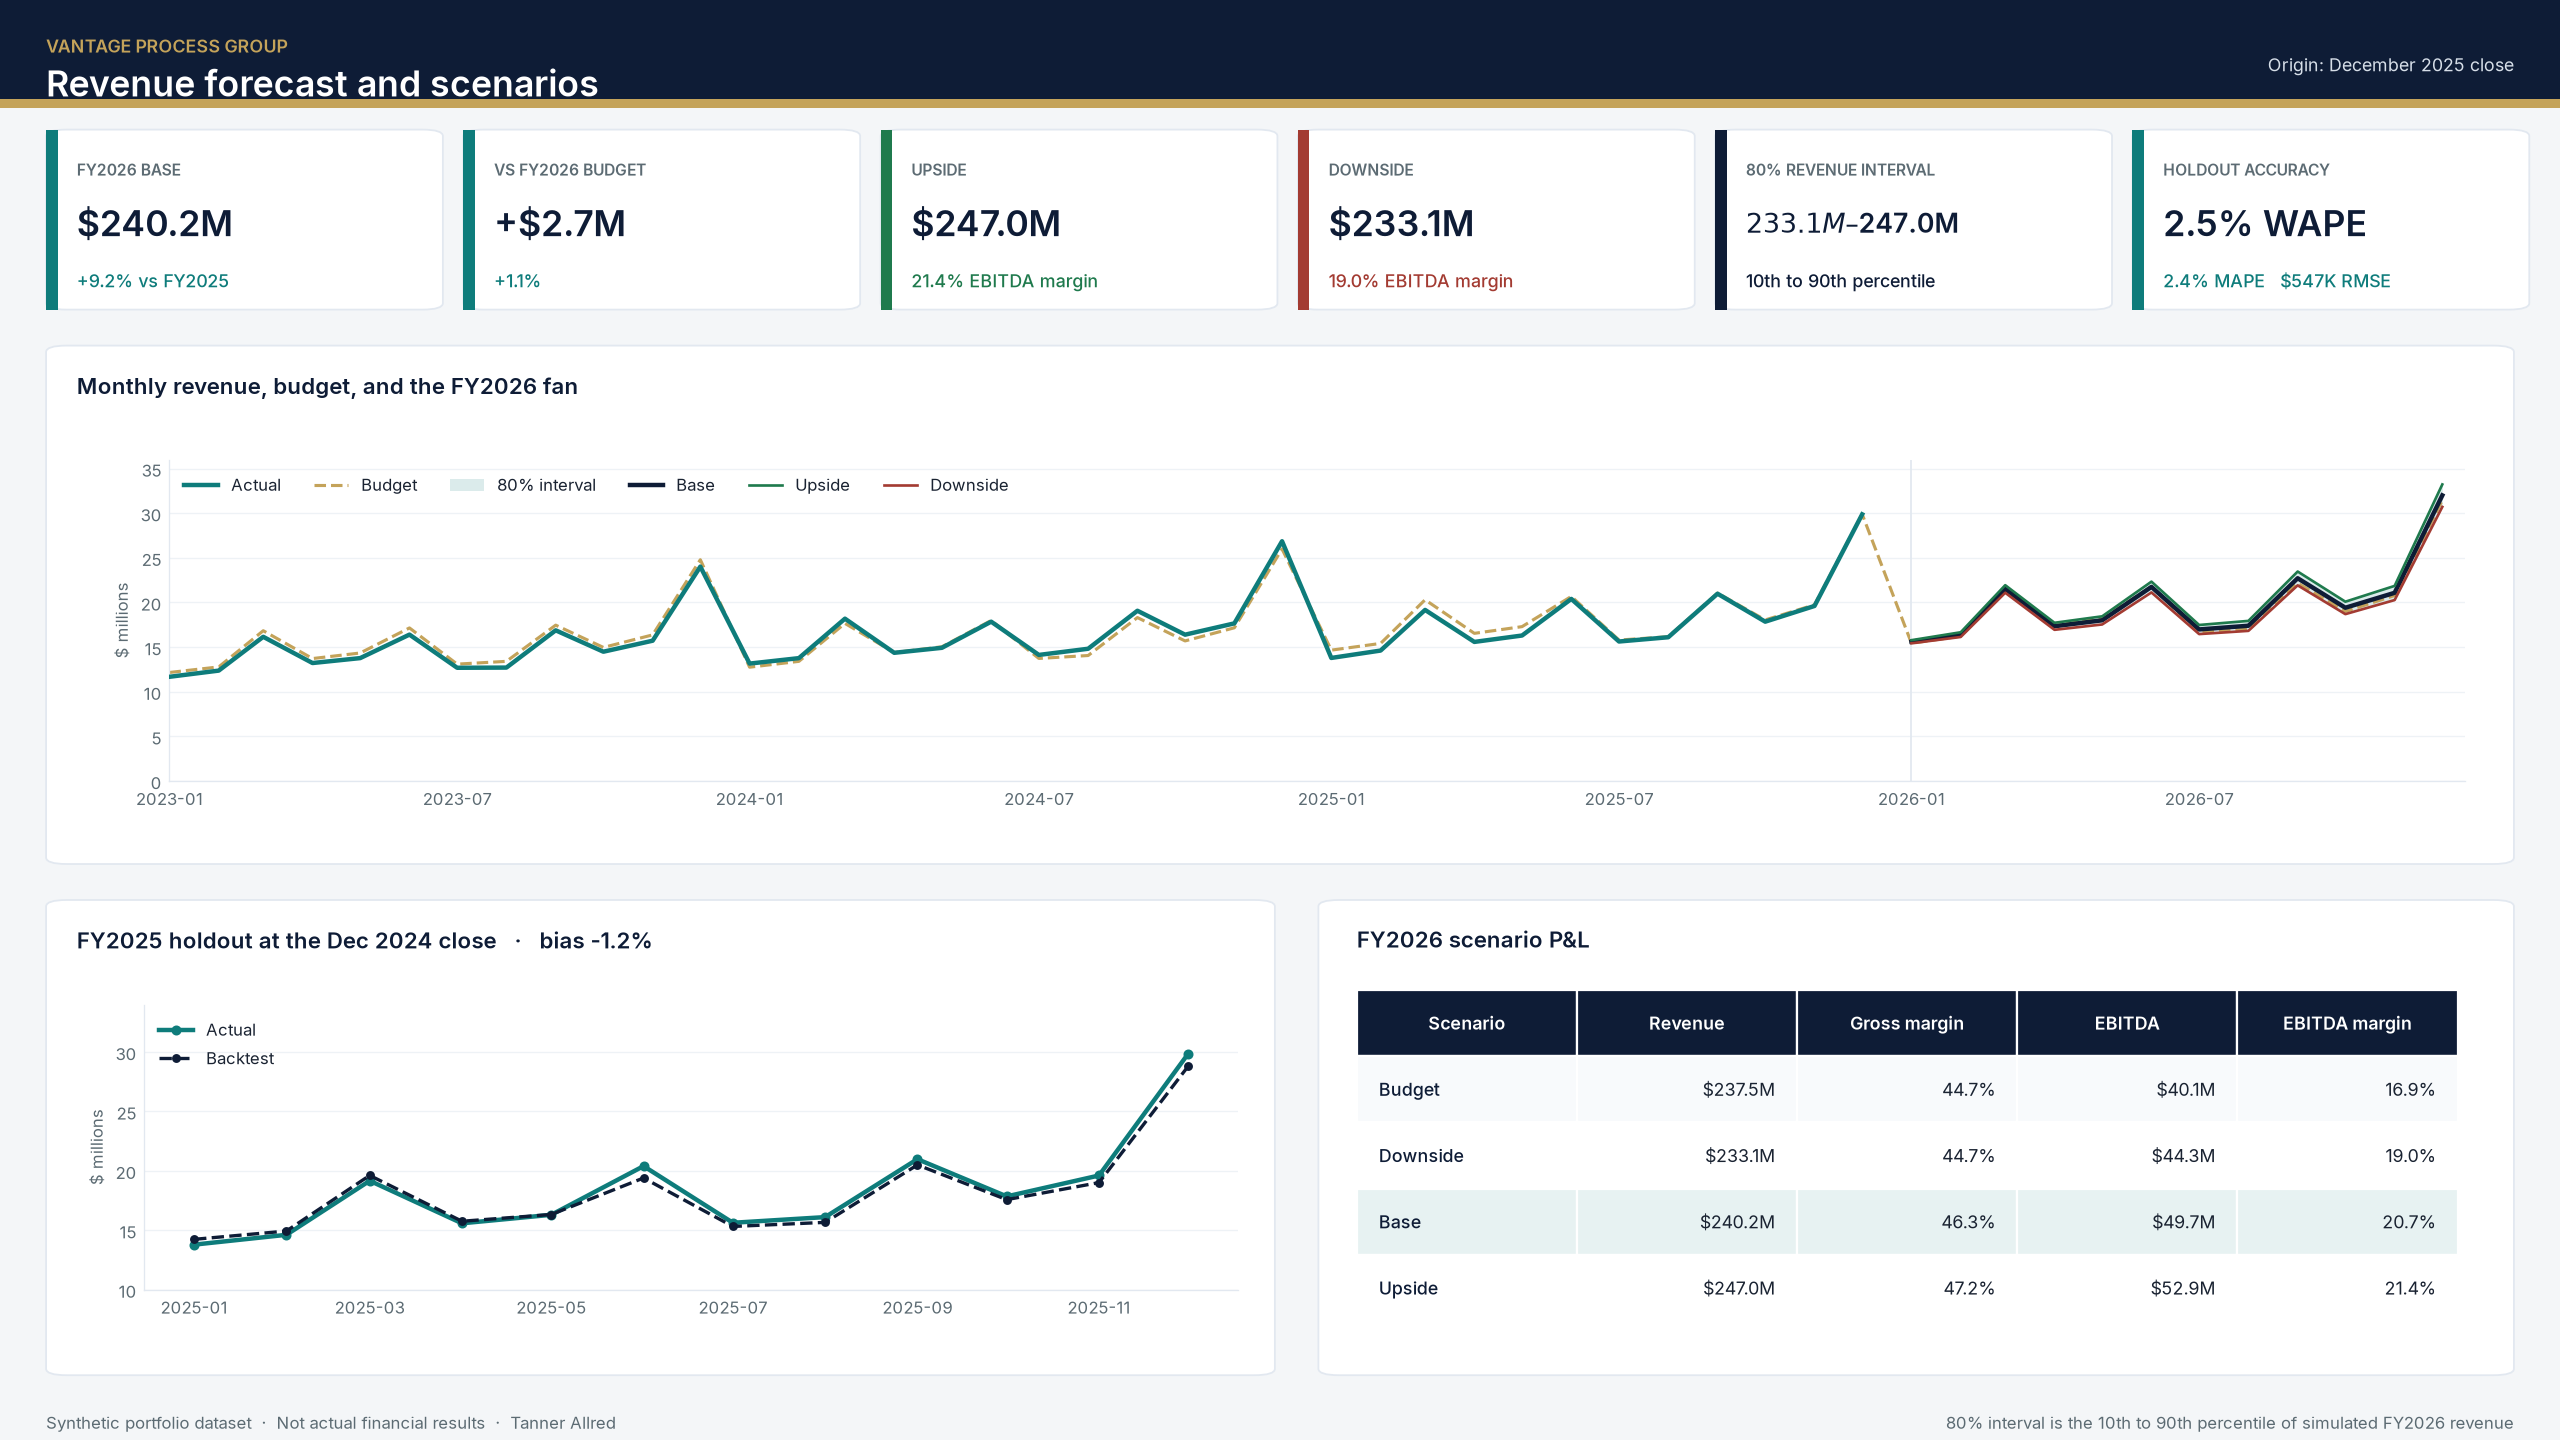 VANTAGE PROCESS GROUP
Revenue forecast and scenarios
Origin: December 2025 close
FY2026 BASE
$240.2M
+9.2% vs FY2025
VS FY2026 BUDGET
+$2.7M
+1.1%
UPSIDE
$247.0M
21.4% EBITDA margin
DOWNSIDE
$233.1M
19.0% EBITDA margin
80% REVENUE INTERVAL
233.1M–247.0M
10th to 90th percentile
HOLDOUT ACCURACY
2.5% WAPE
2.4% MAPE $547K RMSE
Monthly revenue, budget, and the FY2026 fan
Actual Budget 80% interval Base Upside Downside
$ millions
35
30
25
20
15
10
5
0
2023-01 2023-07 2024-01 2024-07 2025-01 2025-07 2026-01 2026-07
FY2025 holdout at the Dec 2024 close · bias -1.2%
Actual
Backtest
$ millions
30
25
20
15
10
2025-01 2025-03 2025-05 2025-07 2025-09 2025-11
FY2026 scenario P&L
Scenario Revenue Gross margin EBITDA EBITDA margin
Budget $237.5M 44.7% $40.1M 16.9%
Downside $233.1M 44.7% $44.3M 19.0%
Base $240.2M 46.3% $49.7M 20.7%
Upside $247.0M 47.2% $52.9M 21.4%
Synthetic portfolio dataset · Not actual financial results · Tanner Allred
80% interval is the 10th to 90th percentile of simulated FY2026 revenue